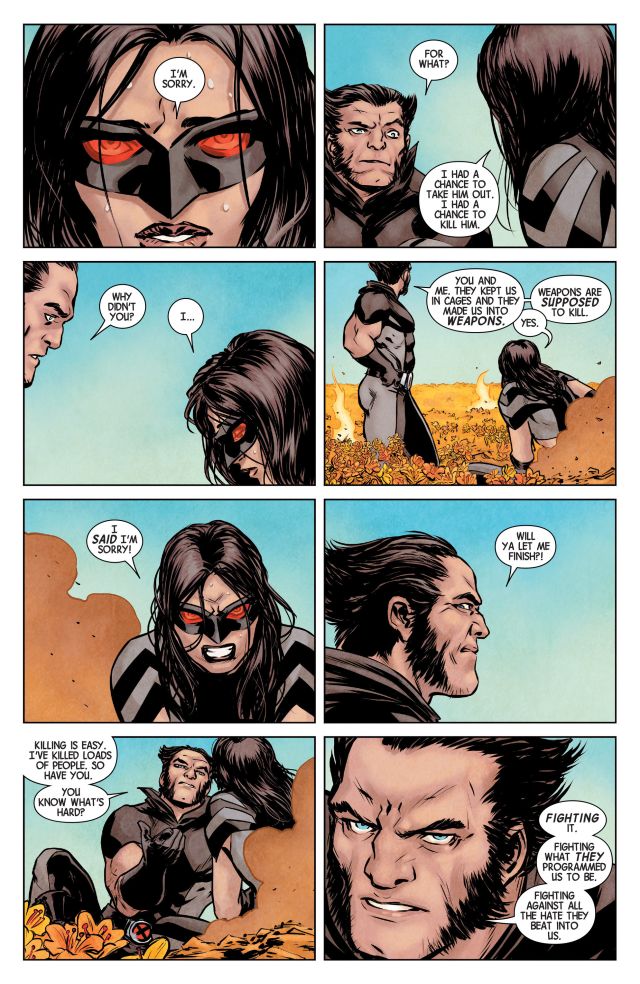 I'M
SORRY.
FOR
WHAT?
I HAD A
CHANCE TO
TAKE HIM OUT.
I HAD A
CHANCE TO
KILL HIM.
WHY
DIDN'T
YOU?
I...
YOU AND
ME. THEY KEPT US
IN CAGES AND THEY
MADE US INTO
WEAPONS.
YES.
WEAPONS ARE
SUPPOSED
TO KILL.
I
SAID I'M
SORRY!
WILL
YA LET ME
FINISH?!
KILLING IS EASY.
I'VE KILLED LOADS
OF PEOPLE. SO
HAVE YOU.
YOU
KNOW WHAT'S
HARD?
FIGHTING
IT.
FIGHTING
WHAT THEY
PROGRAMMED
US TO BE.
FIGHTING
AGAINST ALL
THE HATE THEY
BEAT INTO
US.